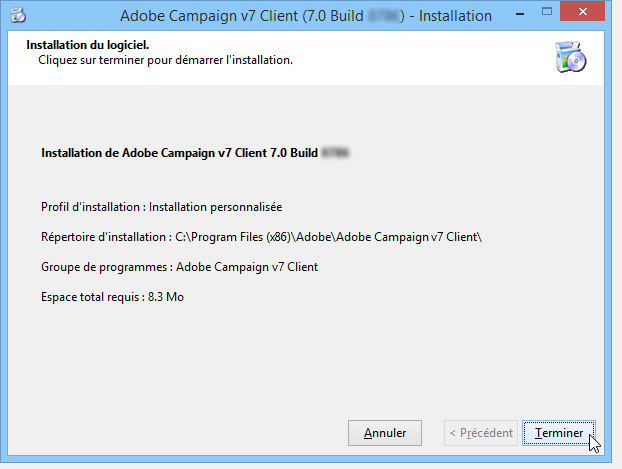 Adobe Campaign v7 Client (7.0 Build ) - Installation
Installation du logiciel.
Cliquez sur terminer pour démarrer l'installation.
Installation de Adobe Campaign v7 Client 7.0 Build
Profil d'installation : Installation personnalisée
Répertoire d'installation : C:\Program Files (x86)\Adobe\Adobe Campaign v7 Client\
Groupe de programmes : Adobe Campaign v7 Client
Espace total requis : 8.3 Mo
Annuler
< Précédent
Terminer